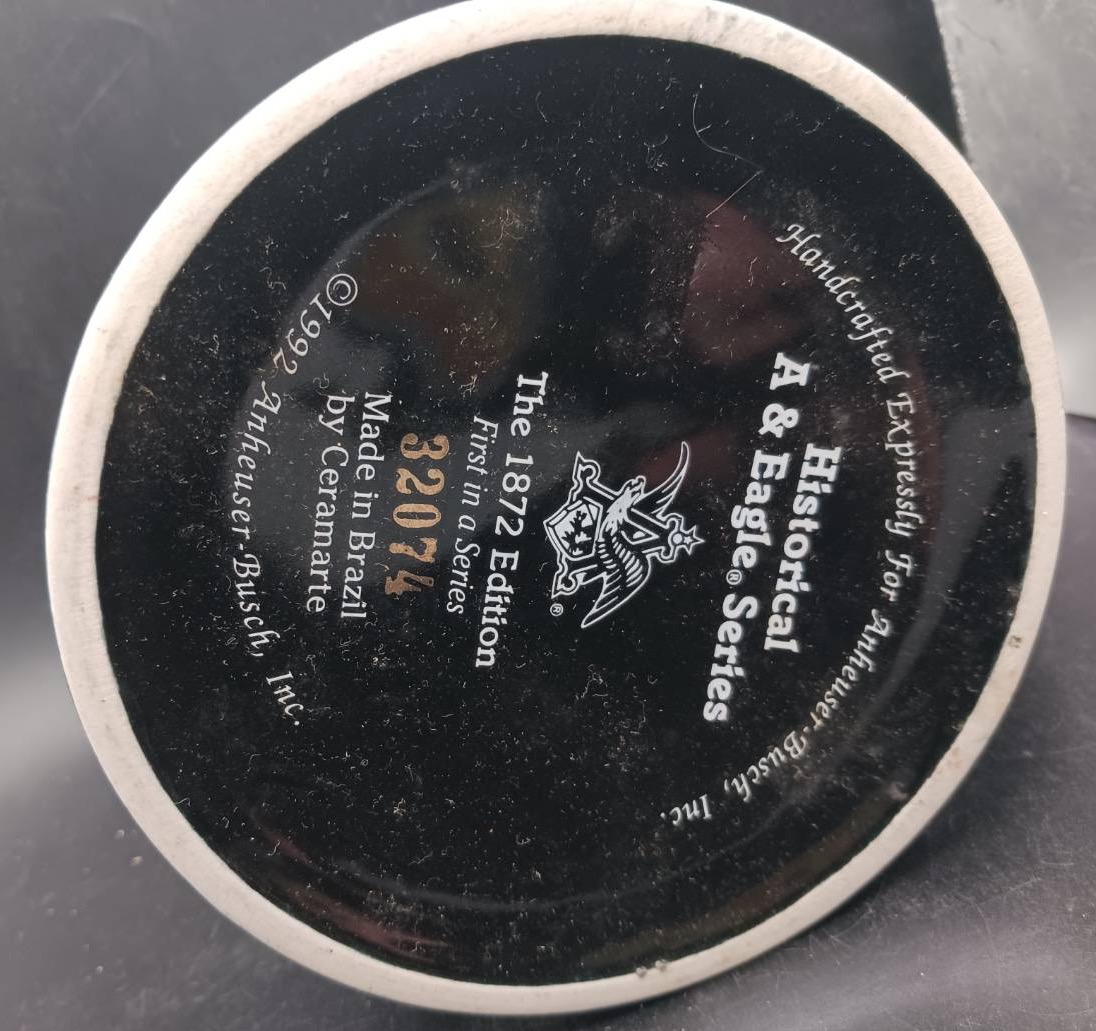 Handcrafted Expressly For Anheuser-Busch, Inc.
Historical
A & Eagle® Series
®
The 1872 Edition
First in a Series
32074
Made in Brazil
by Ceramarte
©1992 Anheuser-Busch, Inc.